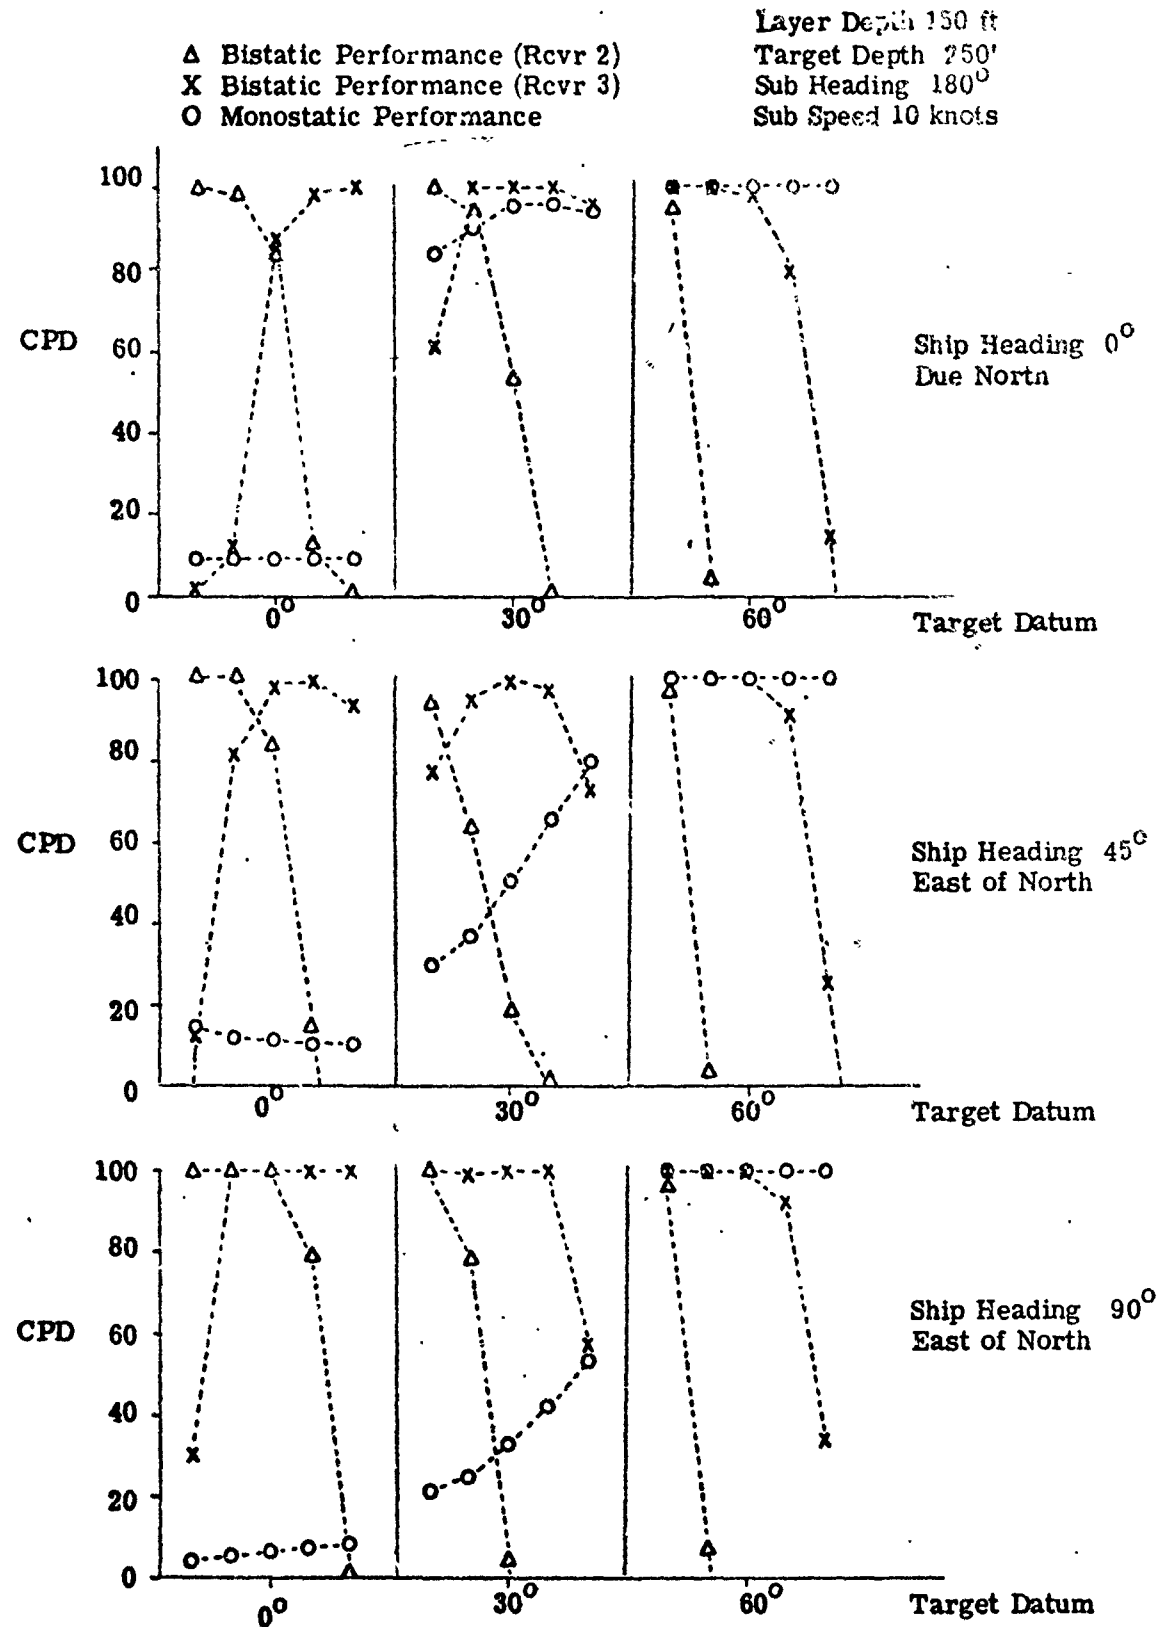 Δ Bistatic Performance (Rcvr 2)
X Bistatic Performance (Rcvr 3)
O Monostatic Performance
Layer Depth 150 ft
Target Depth 250'
Sub Heading 180°
Sub Speed 10 knots
100
80
CPD
60
40
20
0
0°
30°
60°
Target Datum
Ship Heading 0°
Due North
100
80
CPD
60
40
20
0
0°
30°
60°
Target Datum
Ship Heading 45°
East of North
100
80
CPD
60
40
20
0
0°
30°
60°
Target Datum
Ship Heading 90°
East of North